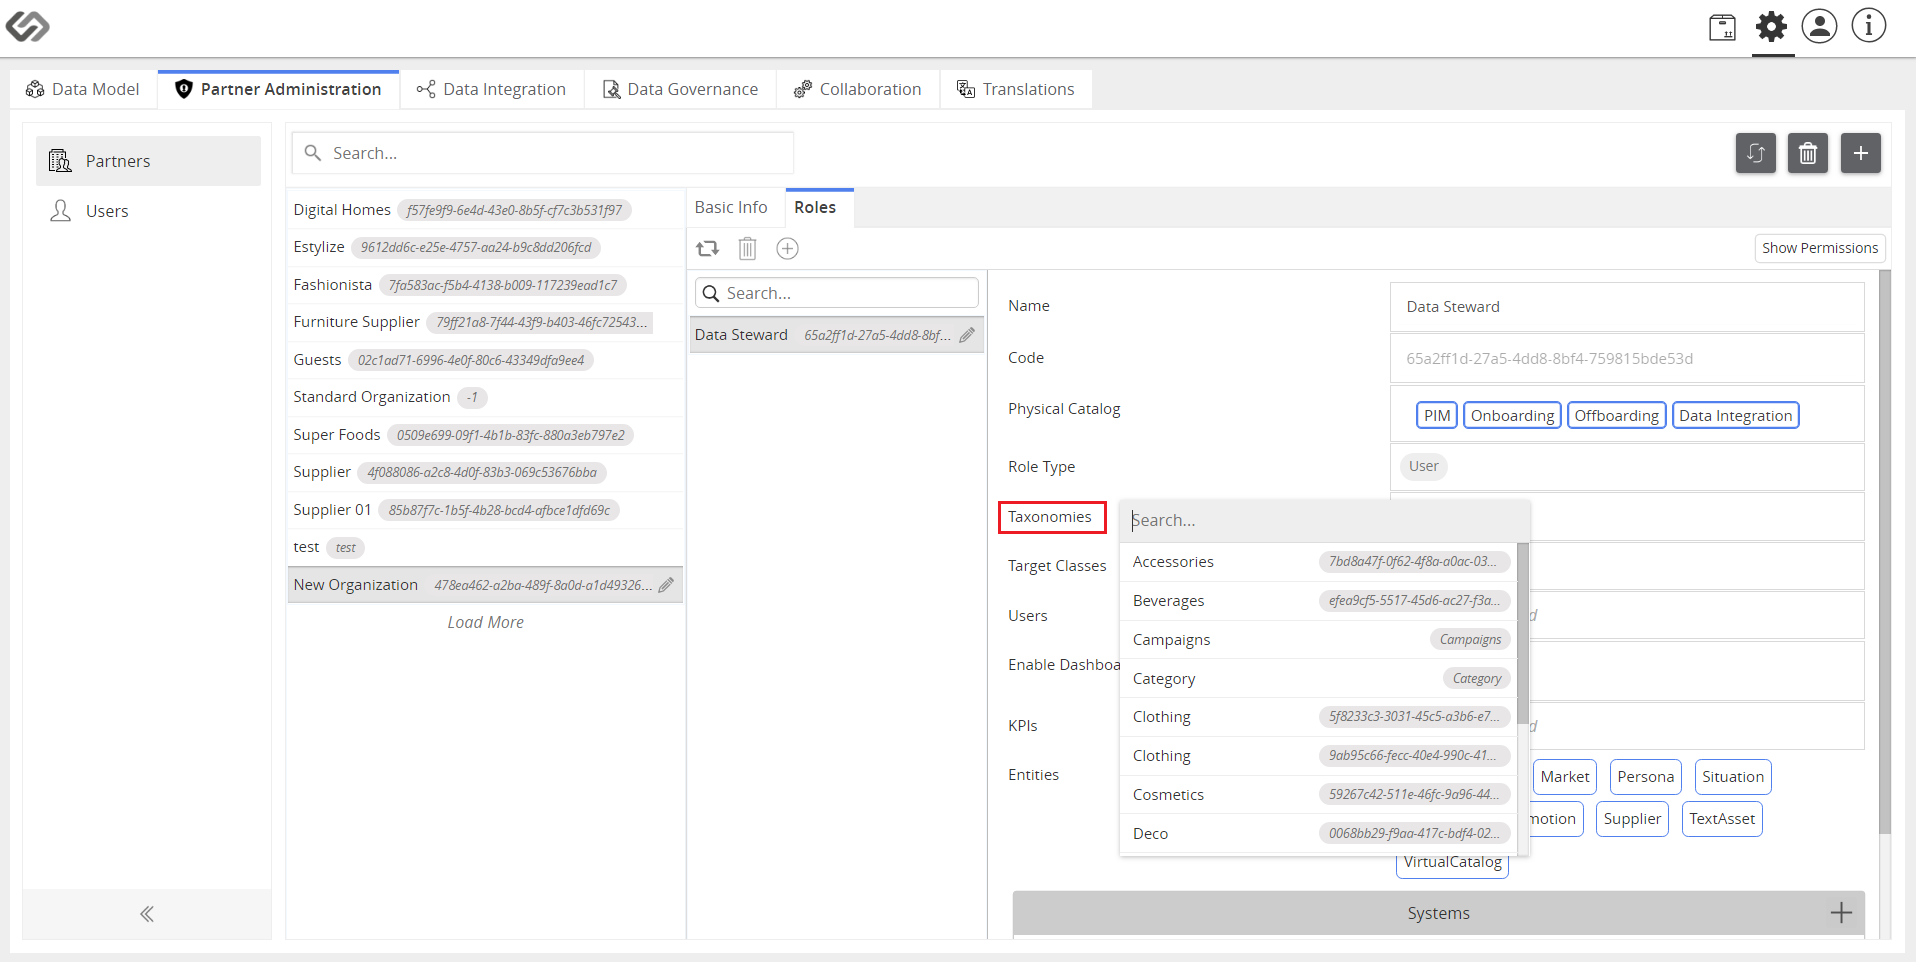 Data Model
Partner Administration
Data Integration
Data Governance
Collaboration
Translations
Partners
Users
Search...
Digital Homes f57fe9f9-6e4d-43e0-8b5f-cf7c3b531f97
Estylize 9612dd6c-e25e-4757-aa24-b9c8dd206fcd
Fashionista 7fa583ac-f5b4-4138-b009-117239ead1c7
Furniture Supplier 79ff21a8-7f44-43f9-b403-46fc72543...
Guests 02c1ad71-6996-4e0f-80c6-43349dfa9ee4
Standard Organization -1
Super Foods 0509e699-09f1-4b1b-83fc-880a3eb797e2
Supplier 4f088086-a2c8-4d0f-83b3-069c53676bba
Supplier 01 85b87f7c-1b5f-4b28-bcd4-afbce1dfd69c
test test
New Organization 478ea462-a2ba-489f-8a0d-a1d49326...
Load More
Basic Info
Roles
Show Permissions
Search...
Data Steward 65a2ff1d-27a5-4dd8-8bf...
Name
Data Steward
Code
65a2ff1d-27a5-4dd8-8bf4-759815bde53d
Physical Catalog
PIM Onboarding Offboarding Data Integration
Role Type
User
Taxonomies
Target Classes
Users
Enable Dashboa
KPIs
Entities
Search...
Accessories 7bd8a47f-0f62-4f8a-a0ac-03...
Beverages efea9cf5-5517-45d6-ac27-f3a...
Campaigns Campaigns
Category Category
Clothing 5f8233c3-3031-45c5-a3b6-e7...
Clothing 9ab95c66-fecc-40e4-990c-41...
Cosmetics 59267c42-511e-46fc-9a96-44...
Deco 0068bb29-f9aa-417c-bdf4-02...
d
d
Market Persona Situation
motion Supplier TextAsset
VirtualCatalog
Systems